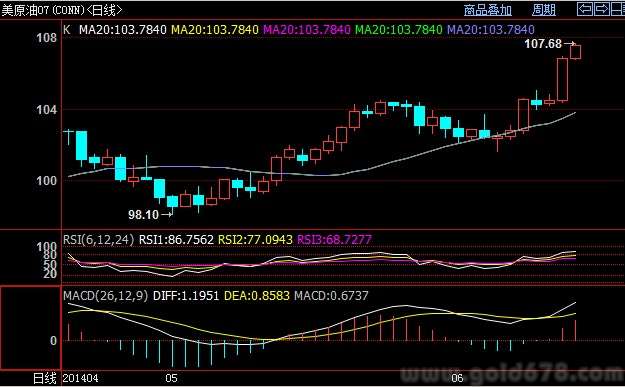 美原油07(CONN)<日线> 商品叠加 周期
108 K MA20:103.7840 MA20:103.7840 MA20:103.7840 MA20:103.7840 MA20:103.7840
107.68
104
100
98.10
100 RSI(6,12,24) RSI1:86.7562 RSI2:77.0943 RSI3:68.7277
80
50
20
MACD(26,12,9) DIFF:1.1951 DEA:0.8583 MACD:0.6737
0
www.gold678.com
日线 201404 05 06